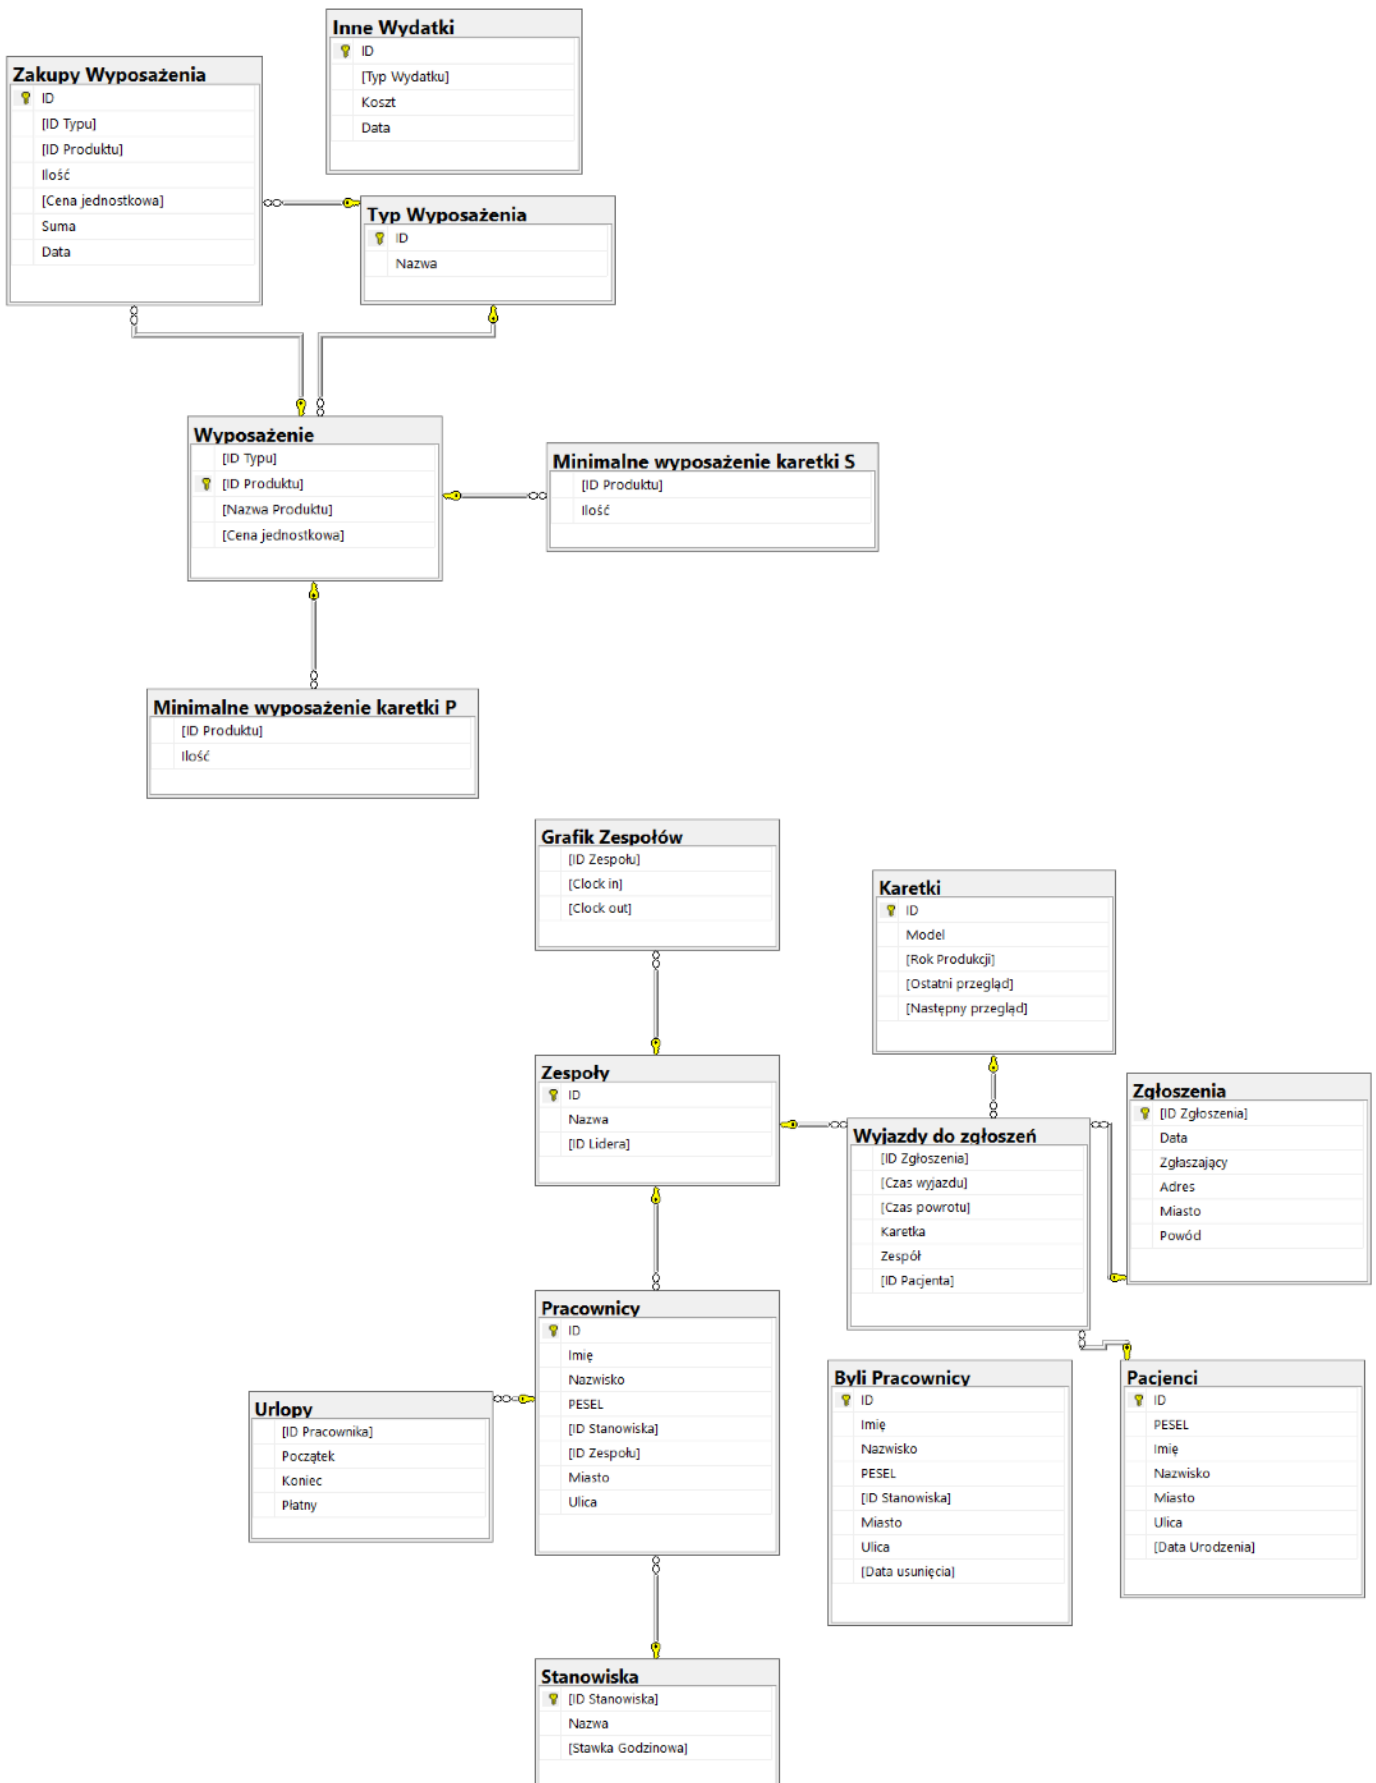 Inne Wydatki
ID
[Typ Wydatku]
Koszt
Data
Zakupy Wyposażenia
ID
[ID Typu]
[ID Produktu]
Ilość
[Cena jednostkowa]
Suma
Data
Typ Wyposażenia
ID
Nazwa
Wyposażenie
[ID Typu]
[ID Produktu]
[Nazwa Produktu]
[Cena jednostkowa]
Minimalne wyposażenie karetki S
[ID Produktu]
Ilość
Minimalne wyposażenie karetki P
[ID Produktu]
Ilość
Grafik Zespołów
[ID Zespołu]
[Clock in]
[Clock out]
Karetki
ID
Model
[Rok Produkcji]
[Ostatni przegląd]
[Następny przegląd]
Zespoły
ID
Nazwa
[ID Lidera]
Wyjazdy do zgłoszeń
[ID Zgłoszenia]
[Czas wyjazdu]
[Czas powrotu]
Karetka
Zespół
[ID Pacjenta]
Zgłoszenia
[ID Zgłoszenia]
Data
Zgłaszający
Adres
Miasto
Powód
Pracownicy
ID
Imię
Nazwisko
PESEL
[ID Stanowiska]
[ID Zespołu]
Miasto
Ulica
Urlopy
[ID Pracownika]
Początek
Koniec
Płatny
Byli Pracownicy
ID
Imię
Nazwisko
PESEL
[ID Stanowiska]
Miasto
Ulica
[Data usunięcia]
Pacjenci
ID
PESEL
Imię
Nazwisko
Miasto
Ulica
[Data Urodzenia]
Stanowiska
[ID Stanowiska]
Nazwa
[Stawka Godzinowa]